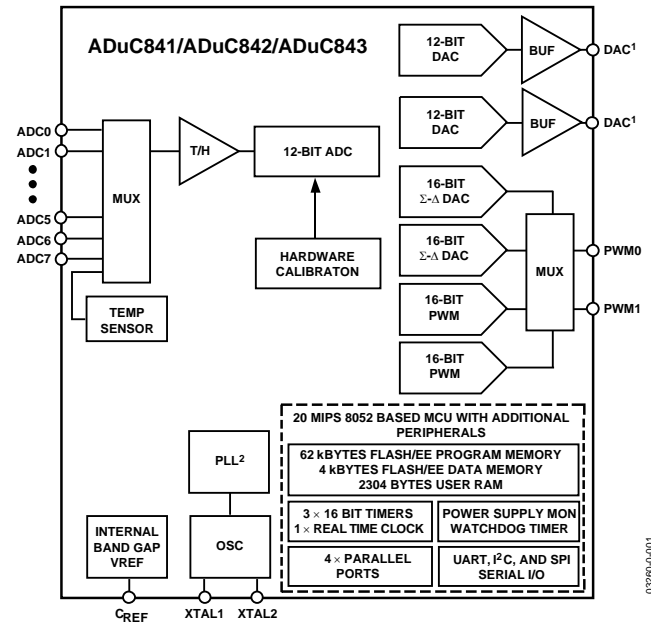 ADuC841/ADuC842/ADuC843
12-BIT
DAC
BUF
DAC¹
12-BIT
DAC
BUF
DAC¹
ADC0
ADC1
ADC5
ADC6
ADC7
MUX
T/H
12-BIT ADC
HARDWARE
CALIBRATON
TEMP
SENSOR
16-BIT
Σ-Δ DAC
16-BIT
Σ-Δ DAC
16-BIT
PWM
16-BIT
PWM
MUX
PWM0
PWM1
20 MIPS 8052 BASED MCU WITH ADDITIONAL
PERIPHERALS
62 kBYTES FLASH/EE PROGRAM MEMORY
4 kBYTES FLASH/EE DATA MEMORY
2304 BYTES USER RAM
3 × 16 BIT TIMERS
1 × REAL TIME CLOCK
POWER SUPPLY MON
WATCHDOG TIMER
4 × PARALLEL
PORTS
UART, I²C, AND SPI
SERIAL I/O
PLL²
OSC
INTERNAL
BAND GAP
VREF
CREF
XTAL1
XTAL2
03260-0-001